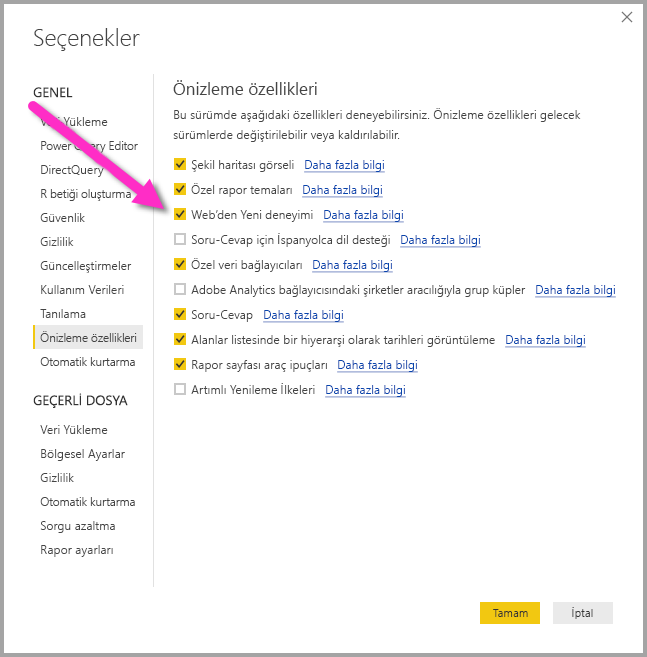 Seçenekler
GENEL
Veri Yükleme
Power Query Editor
DirectQuery
R betiği oluşturma
Güvenlik
Gizlilik
Güncelleştirmeler
Kullanım Verileri
Tanılama
Önizleme özellikleri
Otomatik kurtarma
GEÇERLİ DOSYA
Veri Yükleme
Bölgesel Ayarlar
Gizlilik
Otomatik kurtarma
Sorgu azaltma
Rapor ayarları
Önizleme özellikleri
Bu sürümde aşağıdaki özellikleri deneyebilirsiniz. Önizleme özellikleri gelecek
sürümlerde değiştirilebilir veya kaldırılabilir.
Şekil haritası görseli Daha fazla bilgi
Özel rapor temaları Daha fazla bilgi
Web'den Yeni deneyimi Daha fazla bilgi
Soru-Cevap için İspanyolca dil desteği Daha fazla bilgi
Özel veri bağlayıcıları Daha fazla bilgi
Adobe Analytics bağlayıcısındaki şirketler aracılığıyla grup küpler Daha fazla bilgi
Soru-Cevap Daha fazla bilgi
Alanlar listesinde bir hiyerarşi olarak tarihleri görüntüleme Daha fazla bilgi
Rapor sayfası araç ipuçları Daha fazla bilgi
Artımlı Yenileme İlkeleri Daha fazla bilgi
Tamam
İptal